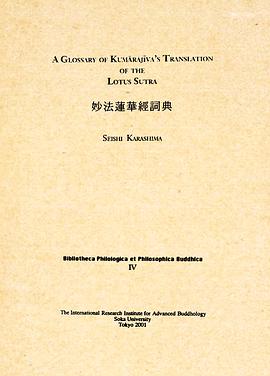 A GLOSSARY OF KUMĀRAJĪVA'S TRANSLATION
OF THE
LOTUS SUTRA
妙法蓮華經詞典
SEISHI KARASHIMA
Bibliotheca Philologica et Philosophica Buddhica
IV
The International Research Institute for Advanced Buddhology
Soka University
Tokyo 2001